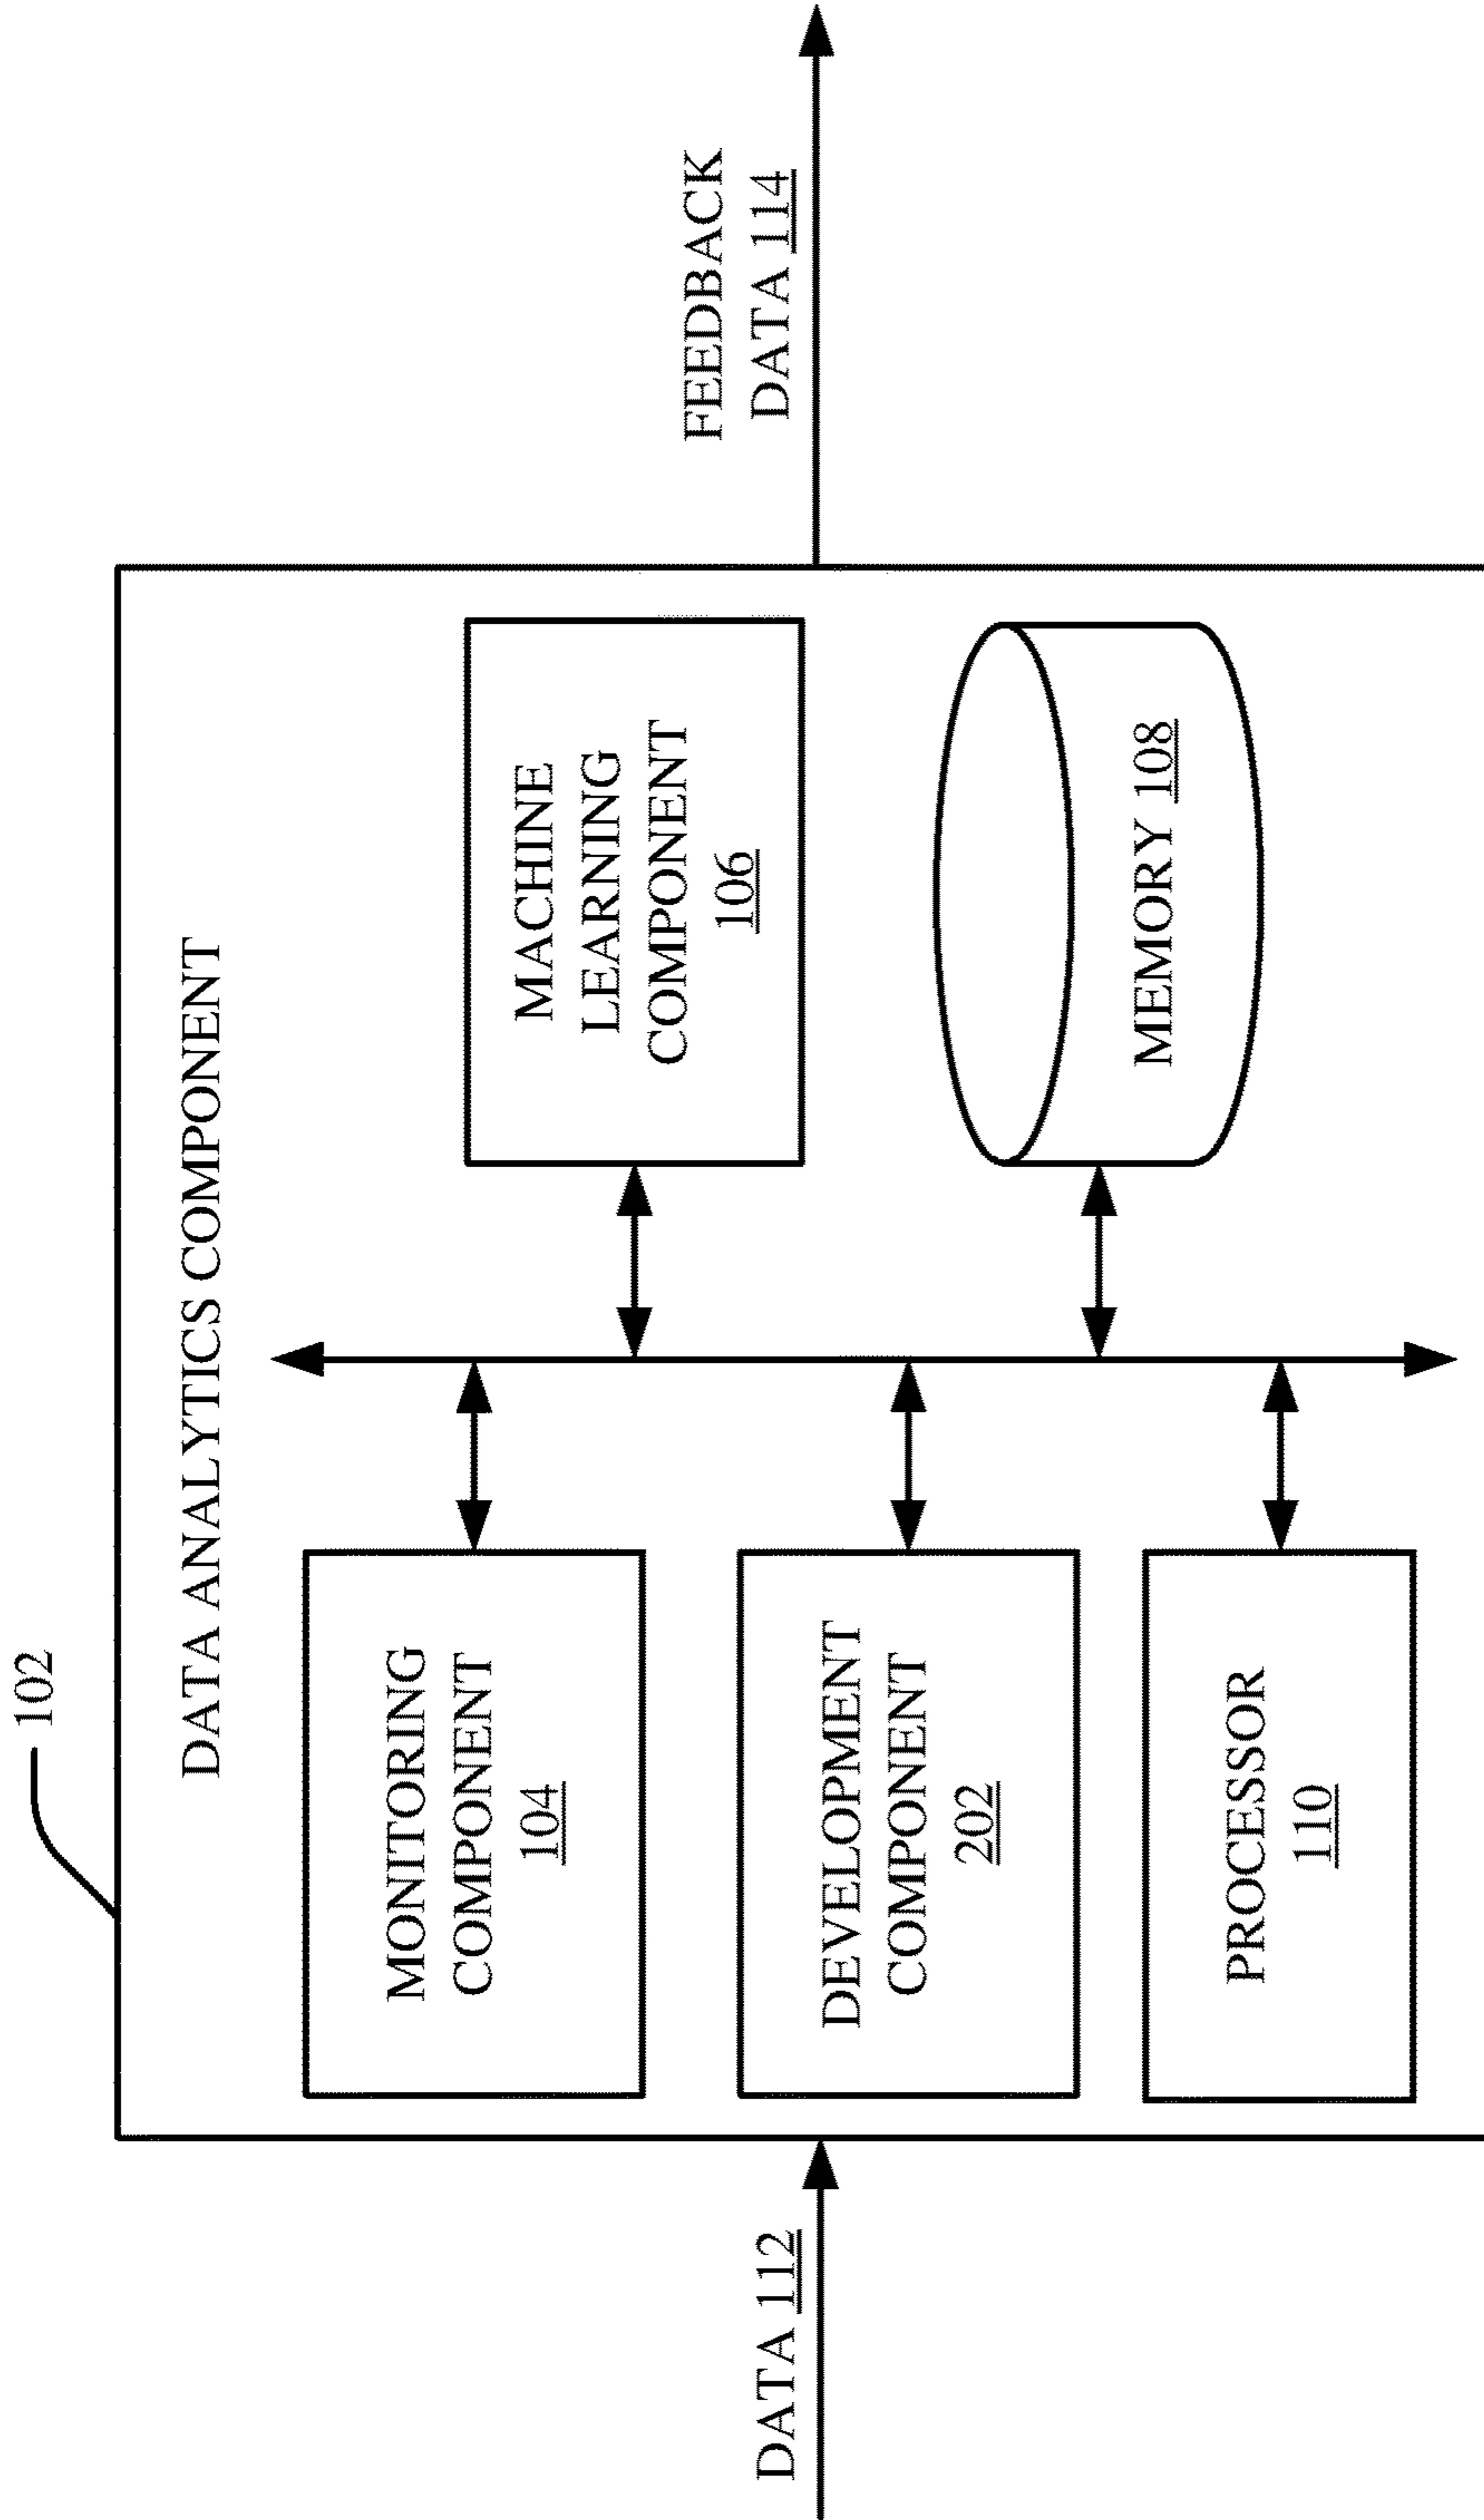 102
DATA ANALYTICS COMPONENT
MONITORING
COMPONENT
104
MACHINE
LEARNING
COMPONENT
106
DEVELOPMENT
COMPONENT
202
MEMORY 108
PROCESSOR
110
DATA 112
FEEDBACK
DATA 114